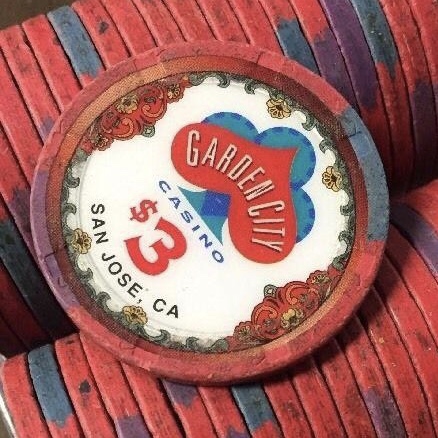 GARDEN CITY
CASINO
$3
SAN JOSE, CA